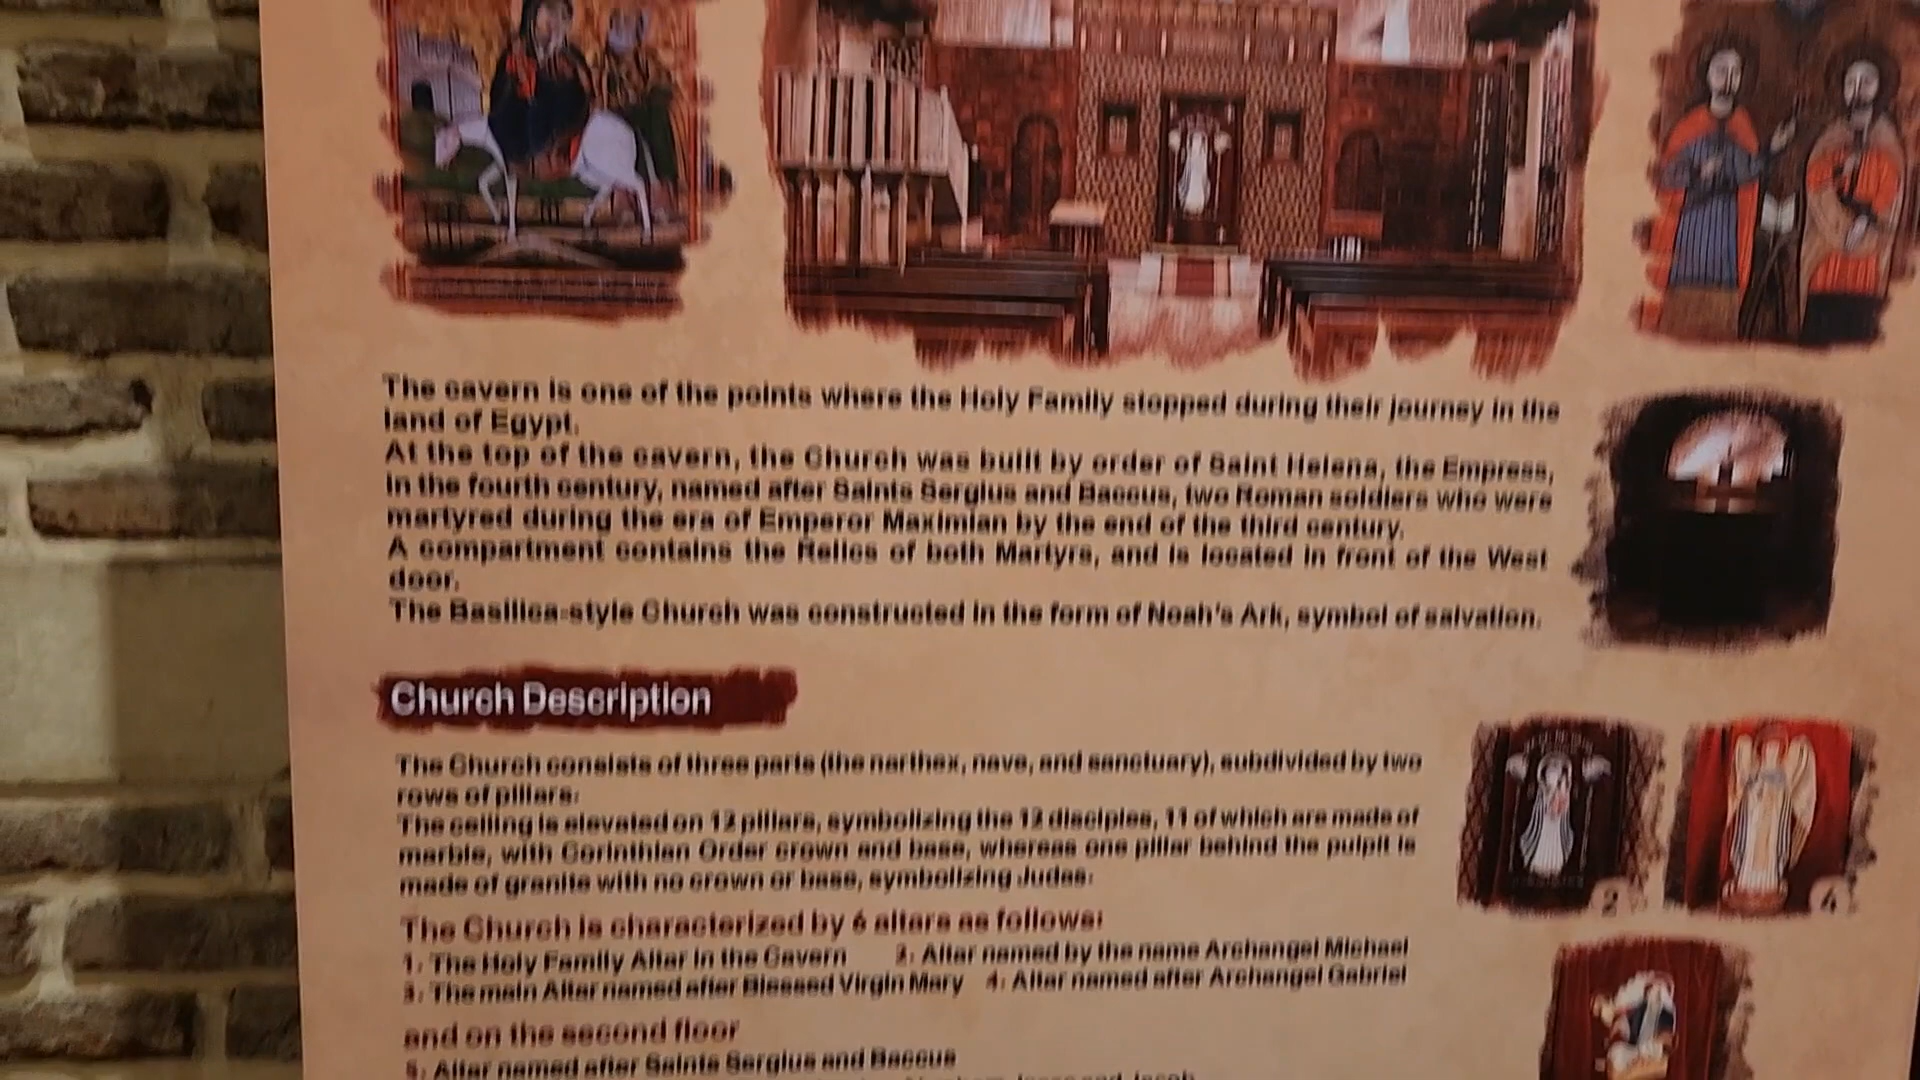 The cavern is one of the points where the Holy Family stopped during their journey in the
land of Egypt.
At the top of the cavern, the Church was built by order of Saint Helena, the Empress,
in the fourth century, named after Saints Sergius and Baccus, two Roman soldiers who were
martyred during the era of Emperor Maximian by the end of the third century.
A compartment contains the Relics of both Martyrs, and is located in front of the West
door.
The Basilica-style Church was constructed in the form of Noah's Ark, symbol of salvation.
Church Description
The Church consists of three parts (the narthex, nave, and sanctuary), subdivided by two
rows of pillars:
The ceiling is elevated on 12 pillars, symbolizing the 12 disciples, 11 of which are made of
marble, with Corinthian Order crown and base, whereas one pillar behind the pulpit is
made of granite with no crown or base, symbolizing Judas:
2
4
The Church is characterized by 6 altars as follows:
1. The Holy Family Altar in the Cavern 2. Altar named by the name Archangel Michael
3. The main Altar named after Blessed Virgin Mary 4. Altar named after Archangel Gabriel
and on the second floor
5. Altar named after Saints Sergius and Baccus